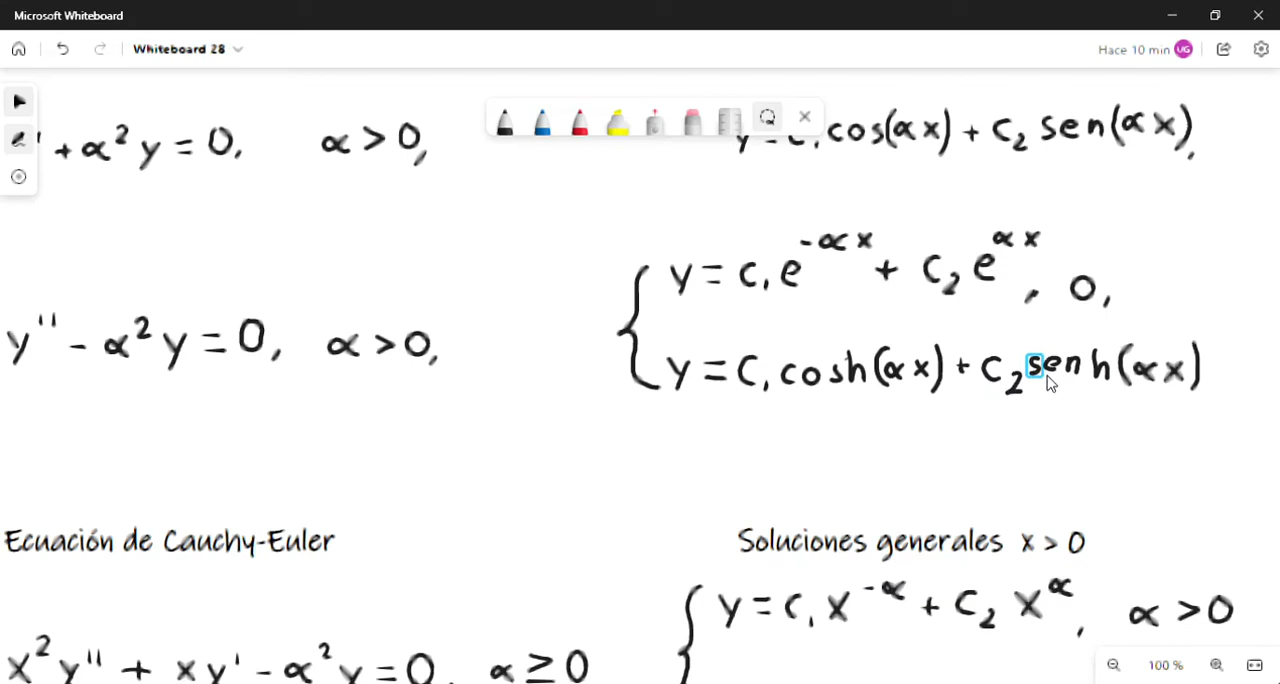 Microsoft Whiteboard
Whiteboard 28
Hace 10 min UG
' + α² y = 0, α > 0,
y = c₁ cos(αx) + c₂ sen(αx),
y = c₁ e^{-αx} + c₂ e^{αx}, 0,
y'' - α² y = 0, α > 0,
y = c₁ cosh(αx) + c₂ senh(αx)
Ecuación de Cauchy-Euler
Soluciones generales x > 0
y = c₁ x^{-α} + c₂ x^{α}, α > 0
x² y'' + x y' - α² y = 0, α ≥ 0
100 %